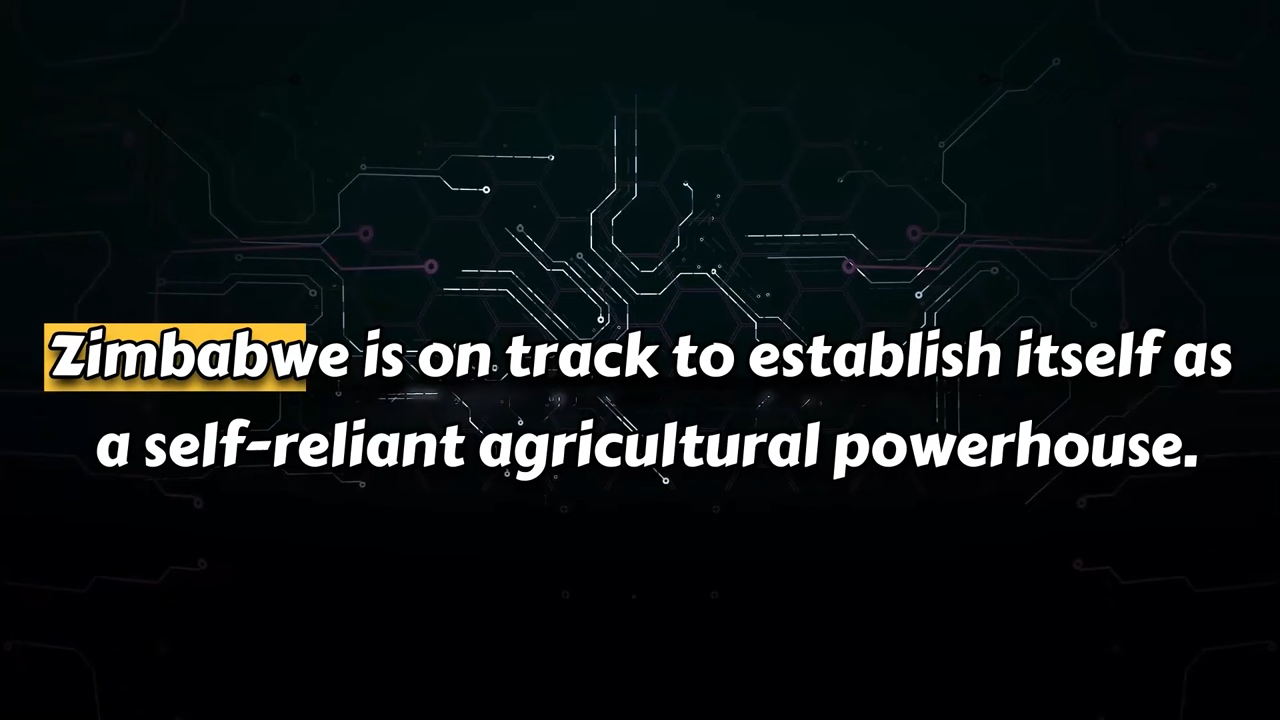 Zimbabwe is on track to establish itself as
a self-reliant agricultural powerhouse.